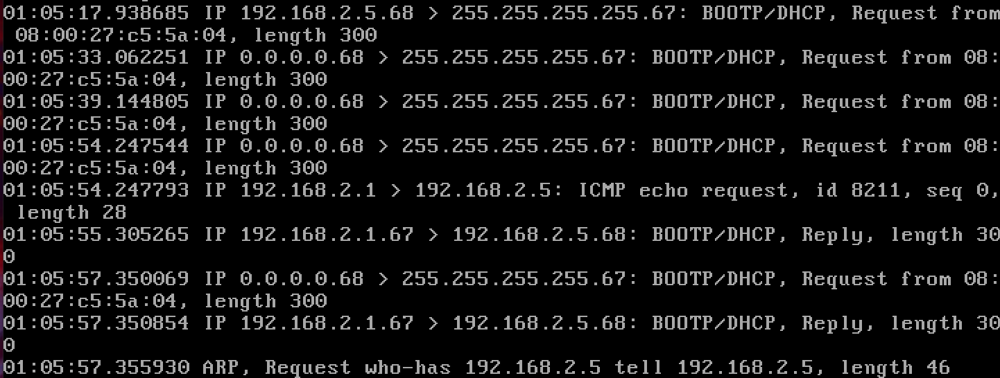 01:05:17.938685 IP 192.168.2.5.68 > 255.255.255.255.67: BOOTP/DHCP, Request from
 08:00:27:c5:5a:04, length 300
01:05:33.062251 IP 0.0.0.0.68 > 255.255.255.255.67: BOOTP/DHCP, Request from 08:
00:27:c5:5a:04, length 300
01:05:39.144805 IP 0.0.0.0.68 > 255.255.255.255.67: BOOTP/DHCP, Request from 08:
00:27:c5:5a:04, length 300
01:05:54.247544 IP 0.0.0.0.68 > 255.255.255.255.67: BOOTP/DHCP, Request from 08:
00:27:c5:5a:04, length 300
01:05:54.247793 IP 192.168.2.1 > 192.168.2.5: ICMP echo request, id 8211, seq 0,
 length 28
01:05:55.305265 IP 192.168.2.1.67 > 192.168.2.5.68: BOOTP/DHCP, Reply, length 30
0
01:05:57.350069 IP 0.0.0.0.68 > 255.255.255.255.67: BOOTP/DHCP, Request from 08:
00:27:c5:5a:04, length 300
01:05:57.350854 IP 192.168.2.1.67 > 192.168.2.5.68: BOOTP/DHCP, Reply, length 30
0
01:05:57.355930 ARP, Request who-has 192.168.2.5 tell 192.168.2.5, length 46